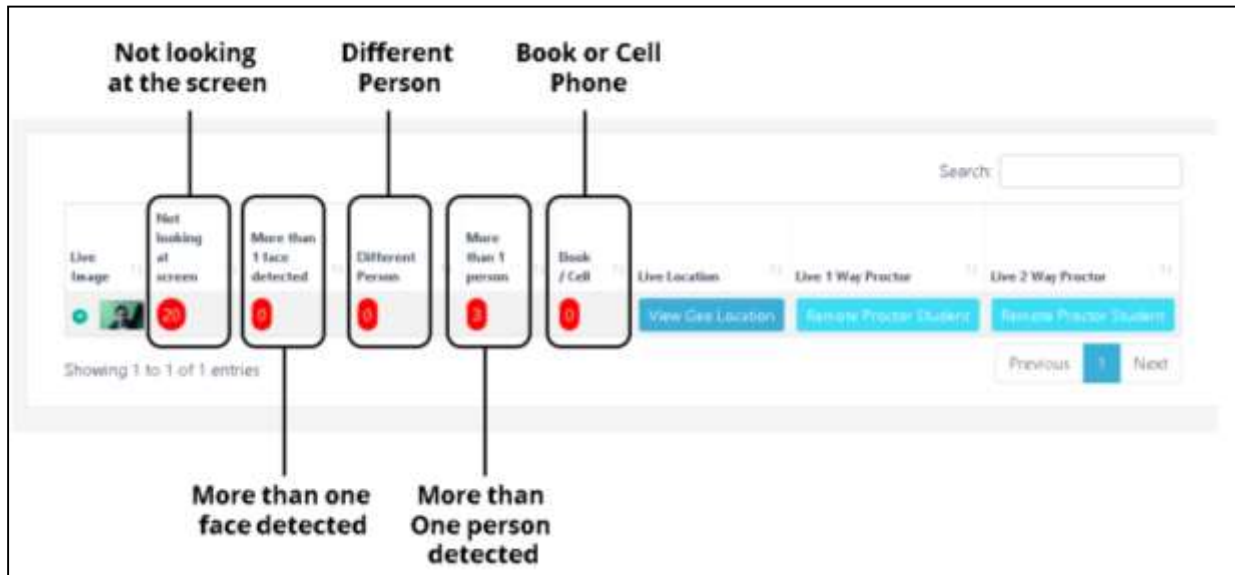 Not looking
at the screen
Different
Person
Book or Cell
Phone
Search:
Live
Image
Not
looking
at
screen
More than
1 face
detected
Different
Person
More
than 1
person
Book
/ Cell
Live Location
Live 1 Way Proctor
Live 2 Way Proctor
20
0
0
3
0
View Geo Location
Remote Proctor Student
Remote Proctor Student
Showing 1 to 1 of 1 entries
Previous
1
Next
More than one
face detected
More than
One person
detected